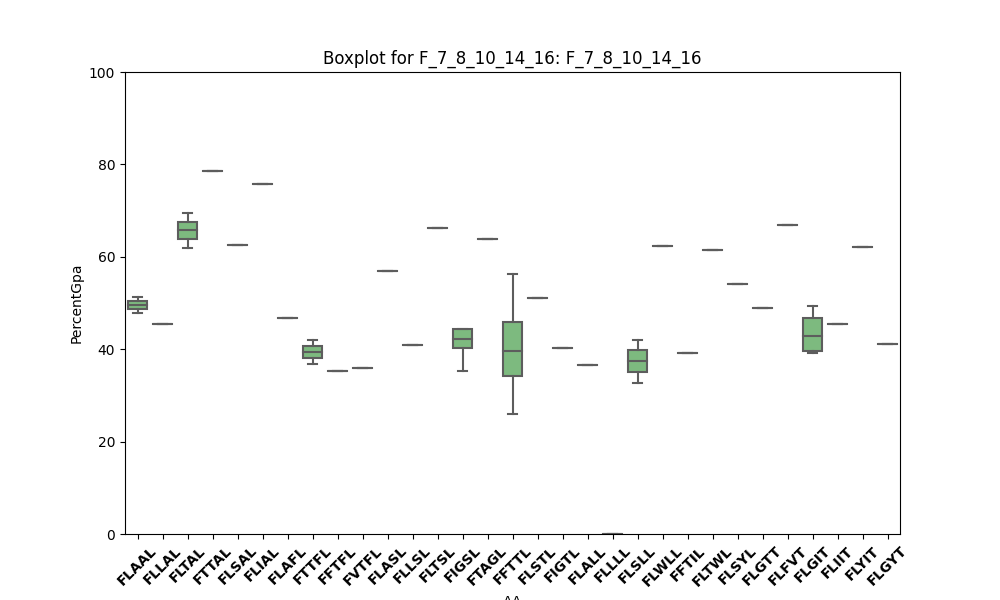 Boxplot for F_7_8_10_14_16: F_7_8_10_14_16
PercentGpa
100
80
60
40
20
0
FLAAL
FLLAL
FLTAL
FTTAL
FLSAL
FLIAL
FLAFL
FTTFL
FFTFL
FVTFL
FLASL
FLLSL
FLTSL
FIGSL
FTAGL
FFTTL
FLSTL
FIGTL
FLALL
FLLLL
FLSLL
FLWLL
FFTIL
FLTWL
FLSYL
FLGTT
FLFVT
FLGIT
FLIIT
FLYIT
FLGYT
AA